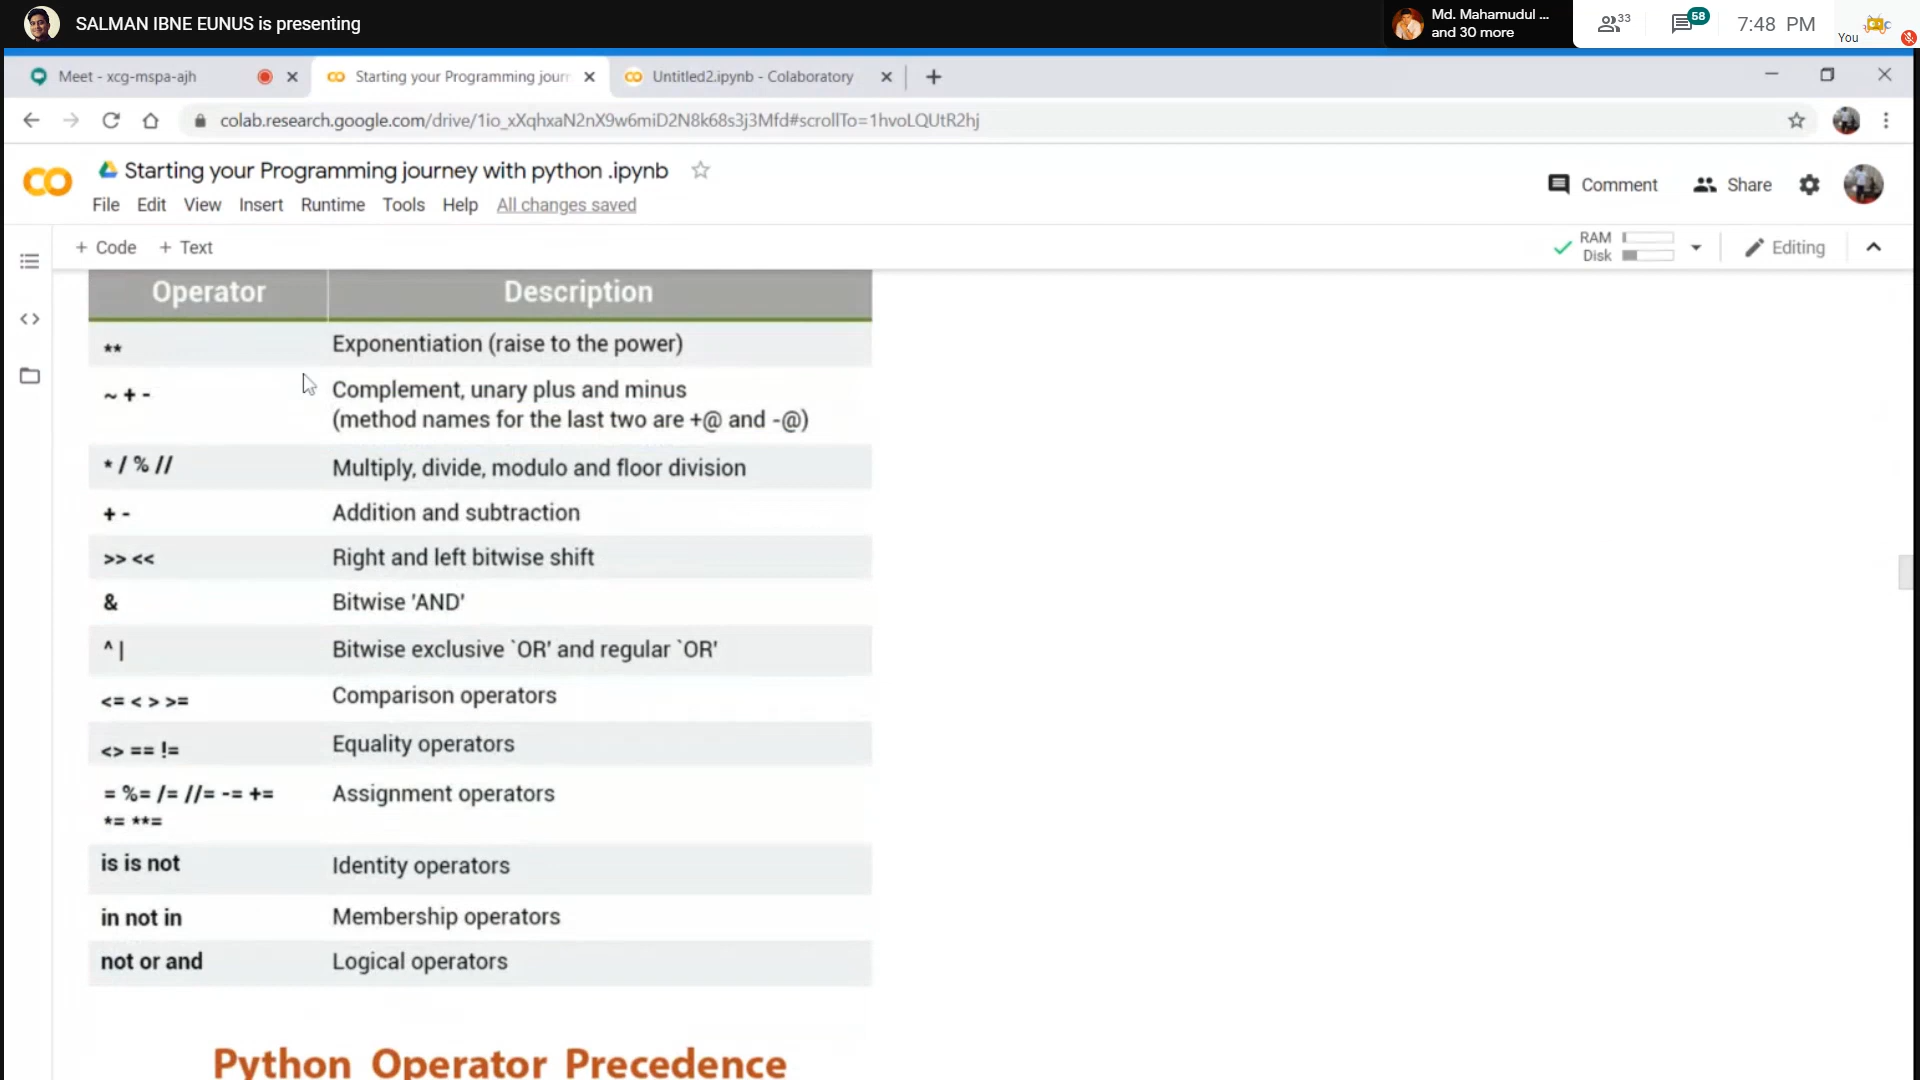 SALMAN IBNE EUNUS is presenting
Md. Mahamudul ...
and 30 more
33
58
7:48 PM
You
Meet - xcg-mspa-ajh
Starting your Programming jour
Untitled2.ipynb - Colaboratory
colab.research.google.com/drive/1io_xXqhxaN2nX9w6miD2N8k68s3j3Mfd#scrollTo=1hvoLQUtR2hj
Starting your Programming journey with python .ipynb
Comment
Share
File Edit View Insert Runtime Tools Help All changes saved
+ Code + Text
RAM
Disk
Editing
Operator Description
** Exponentiation (raise to the power)
~ + - Complement, unary plus and minus
(method names for the last two are +@ and -@)
* / % // Multiply, divide, modulo and floor division
+ - Addition and subtraction
>> << Right and left bitwise shift
& Bitwise 'AND'
^ | Bitwise exclusive `OR' and regular `OR'
<= < > >= Comparison operators
<> == != Equality operators
= %= /= //= -= += Assignment operators
*= **=
is is not Identity operators
in not in Membership operators
not or and Logical operators
Python Operator Precedence